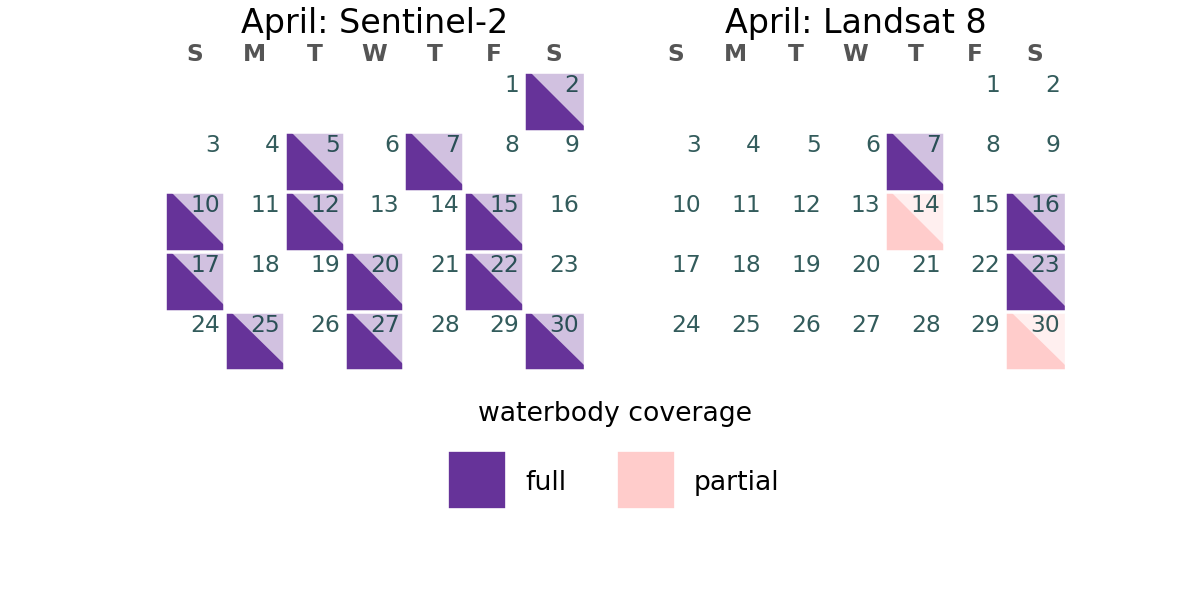 April: Sentinel-2
S M T W T F S
1 2
3 4 5 6 7 8 9
10 11 12 13 14 15 16
17 18 19 20 21 22 23
24 25 26 27 28 29 30
April: Landsat 8
S M T W T F S
1 2
3 4 5 6 7 8 9
10 11 12 13 14 15 16
17 18 19 20 21 22 23
24 25 26 27 28 29 30
waterbody coverage
full partial